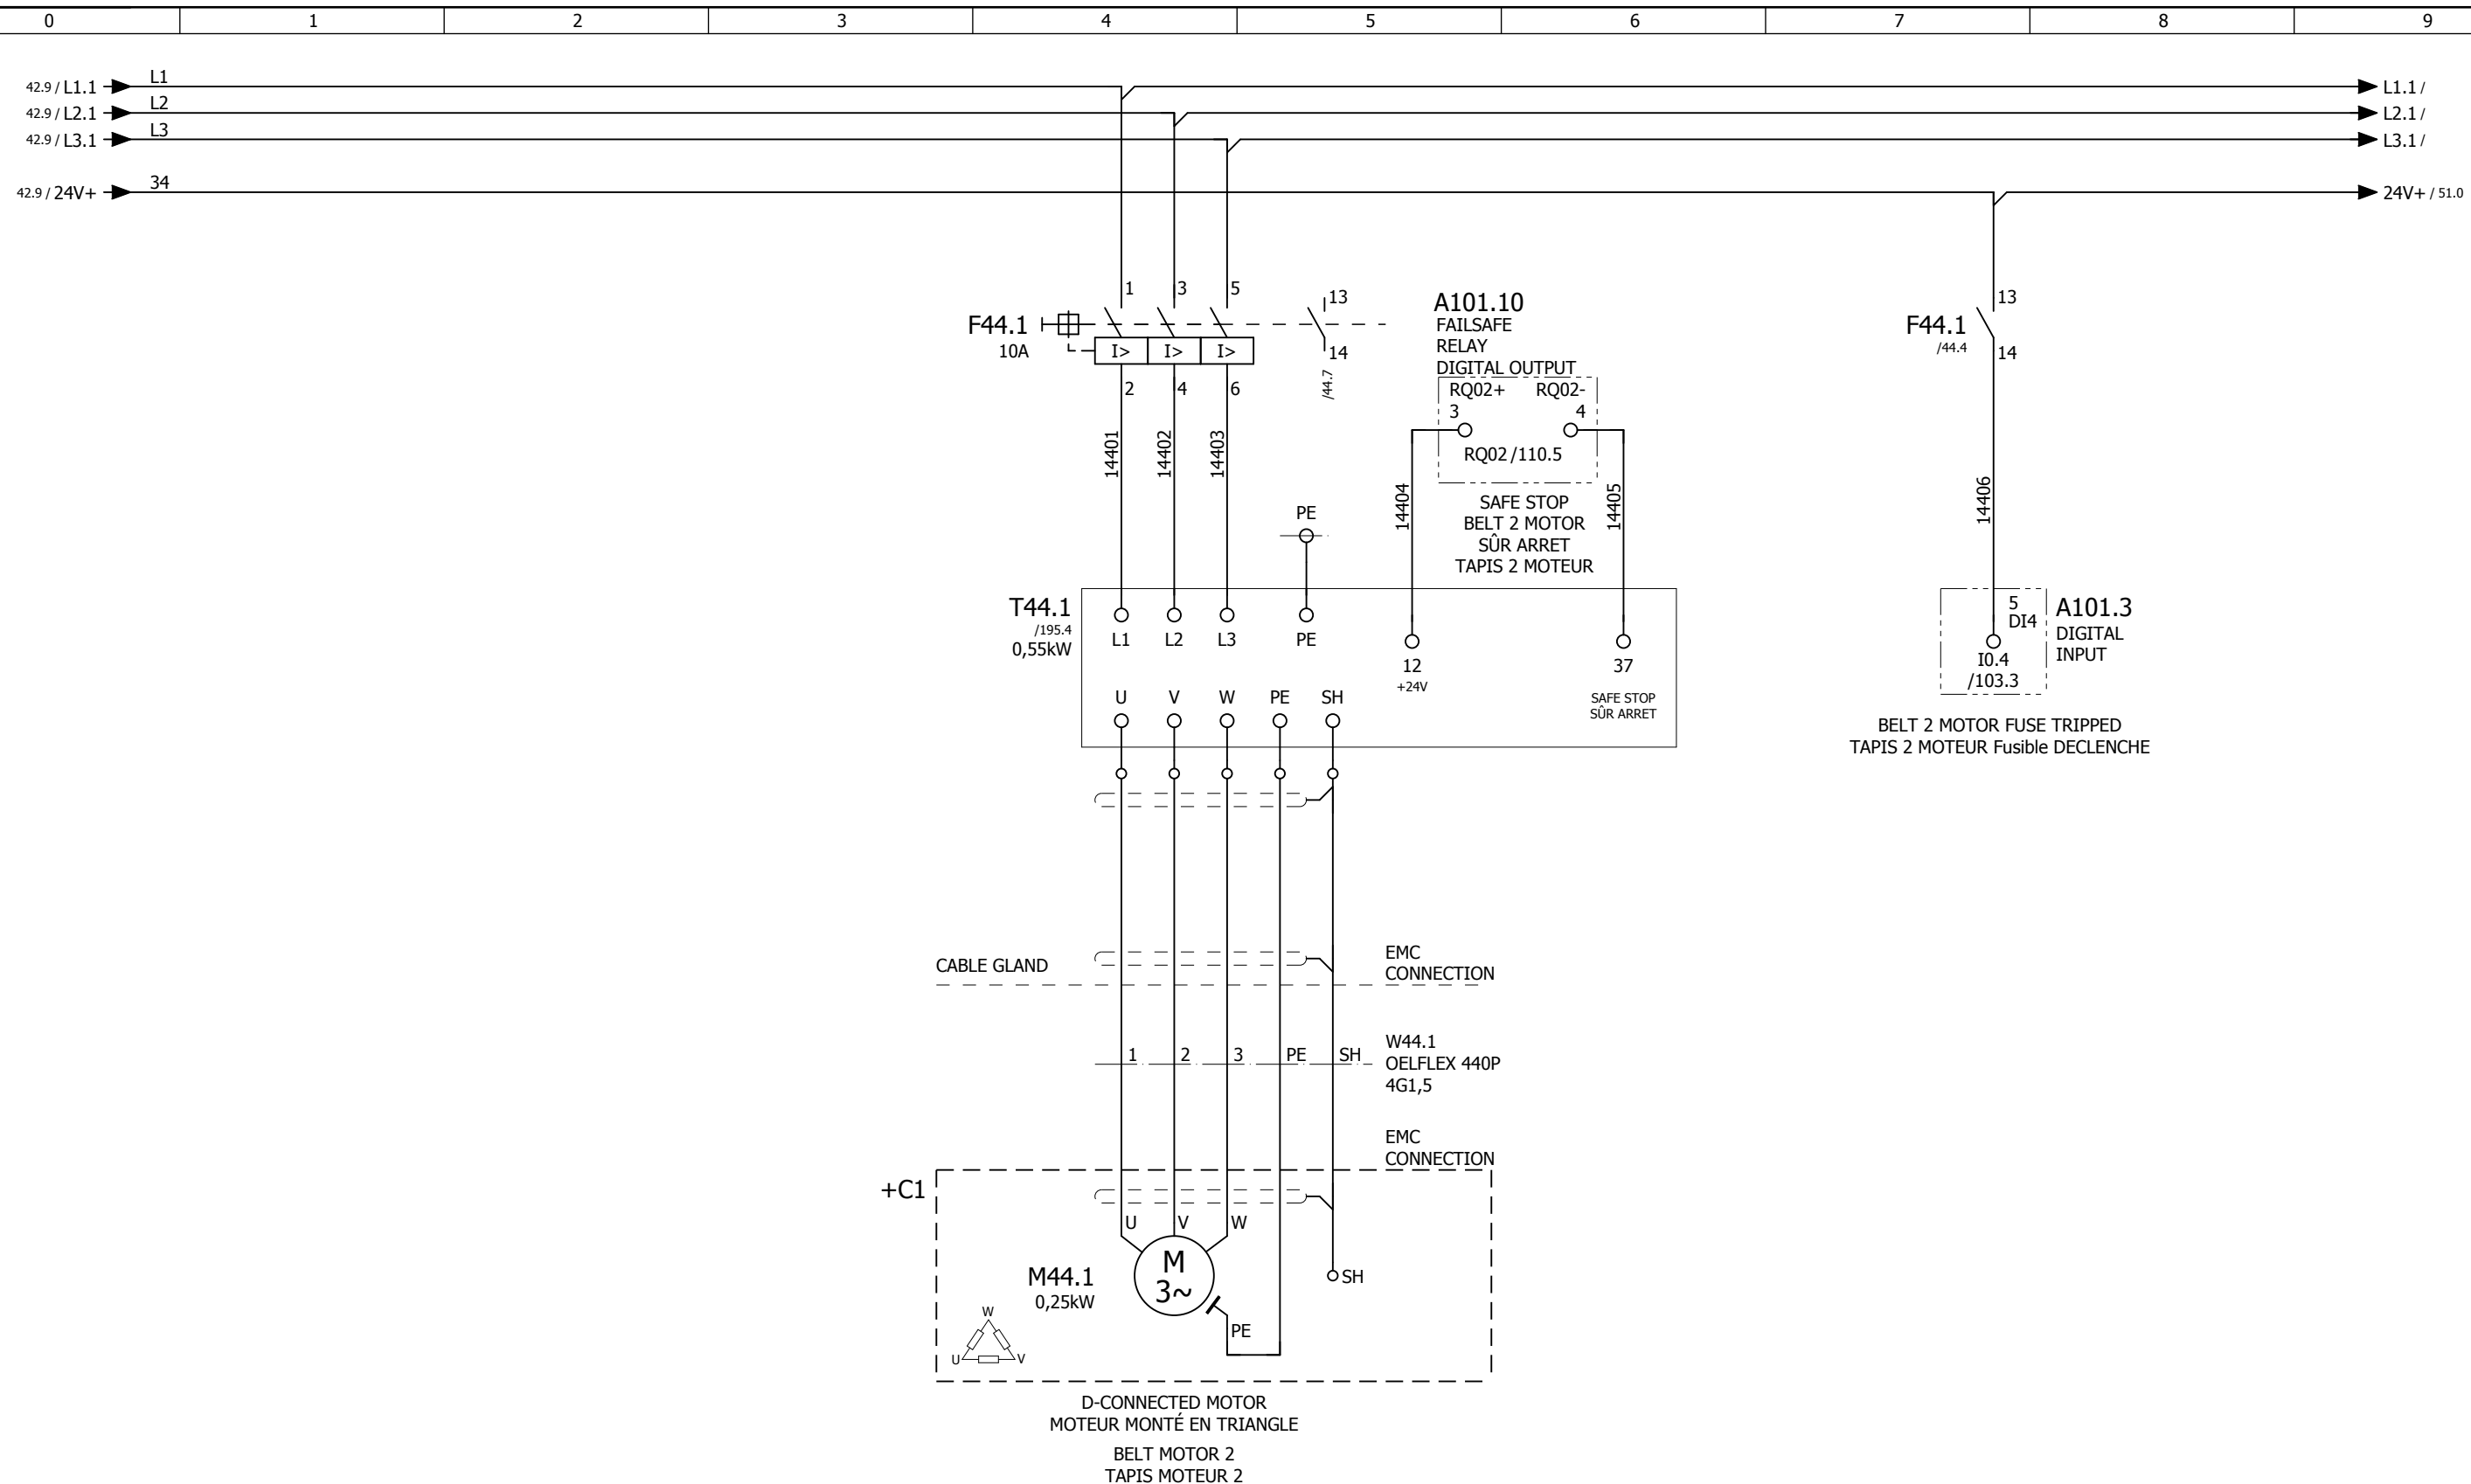 0 1 2 3 4 5 6 7 8 9
42.9 / L1.1 L1 L1.1 /
42.9 / L2.1 L2 L2.1 /
42.9 / L3.1 L3 L3.1 /
42.9 / 24V+ 34 24V+ / 51.0
1 3 5 13
F44.1
10A
I> I> I>
14
2 4 6
/44.7
14401 14402 14403
A101.10
FAILSAFE
RELAY
DIGITAL OUTPUT
RQ02+ RQ02-
3 4
RQ02 /110.5
14404 14405
SAFE STOP
BELT 2 MOTOR
SÛR ARRET
TAPIS 2 MOTEUR
PE
13
F44.1
/44.4
14
14406
T44.1
/195.4
0,55kW
L1 L2 L3 PE
12
+24V
37
SAFE STOP
SÛR ARRET
U V W PE SH
5
DI4
I0.4
/103.3
A101.3
DIGITAL
INPUT
BELT 2 MOTOR FUSE TRIPPED
TAPIS 2 MOTEUR Fusible DECLENCHE
CABLE GLAND
EMC
CONNECTION
1 2 3 PE SH
W44.1
OELFLEX 440P
4G1,5
EMC
CONNECTION
+C1
U V W
M
3~
M44.1
0,25kW
SH
PE
W
U V
D-CONNECTED MOTOR
MOTEUR MONTÉ EN TRIANGLE
BELT MOTOR 2
TAPIS MOTEUR 2